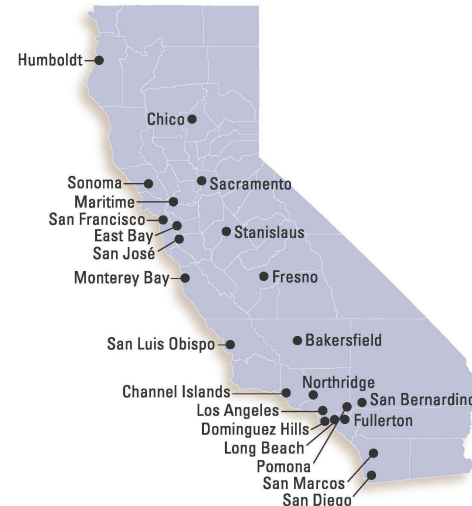 Humboldt
Chico
Sonoma
Sacramento
Maritime
San Francisco
East Bay
Stanislaus
San José
Monterey Bay
Fresno
San Luis Obispo
Bakersfield
Channel Islands
Northridge
San Bernardino
Los Angeles
Dominguez Hills
Fullerton
Long Beach
Pomona
San Marcos
San Diego